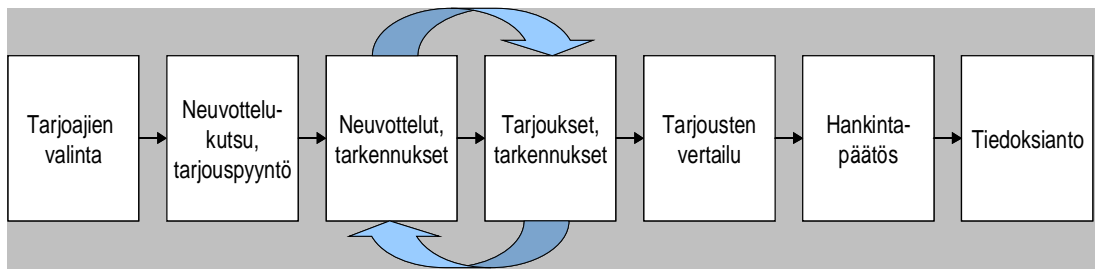 Tarjoajien
valinta
Neuvottelu-
kutsu,
tarjouspyyntö
Neuvottelut,
tarkennukset
Tarjoukset,
tarkennukset
Tarjousten
vertailu
Hankinta-
päätös
Tiedoksianto